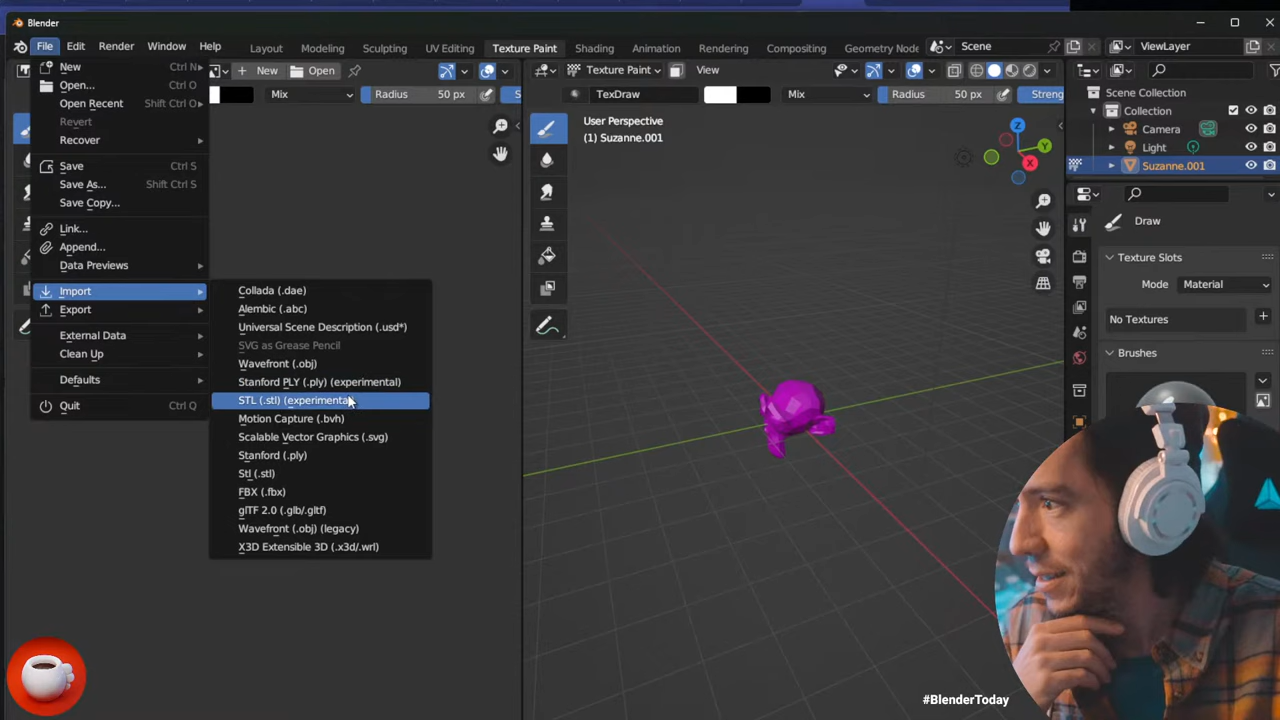 Blender
File Edit Render Window Help Layout Modeling Sculpting UV Editing Texture Paint Shading Animation Rendering Compositing Geometry Node Scene ViewLayer
New Ctrl N
Open... Ctrl O
Open Recent Shift Ctrl O
Revert
Recover
Save Ctrl S
Save As... Shift Ctrl S
Save Copy...
Link...
Append...
Data Previews
Import
Export
External Data
Clean Up
Defaults
Quit Ctrl Q
Collada (.dae)
Alembic (.abc)
Universal Scene Description (.usd*)
SVG as Grease Pencil
Wavefront (.obj)
Stanford PLY (.ply) (experimental)
STL (.stl) (experimental)
Motion Capture (.bvh)
Scalable Vector Graphics (.svg)
Stanford (.ply)
Stl (.stl)
FBX (.fbx)
glTF 2.0 (.glb/.gltf)
Wavefront (.obj) (legacy)
X3D Extensible 3D (.x3d/.wrl)
New Open
Mix Radius 50 px S
Texture Paint View
TexDraw Mix Radius 50 px Streng
User Perspective
(1) Suzanne.001
Z
Y
X
Scene Collection
Collection
Camera
Light
Suzanne.001
Draw
Texture Slots
Mode Material
No Textures
Brushes
#BlenderToday